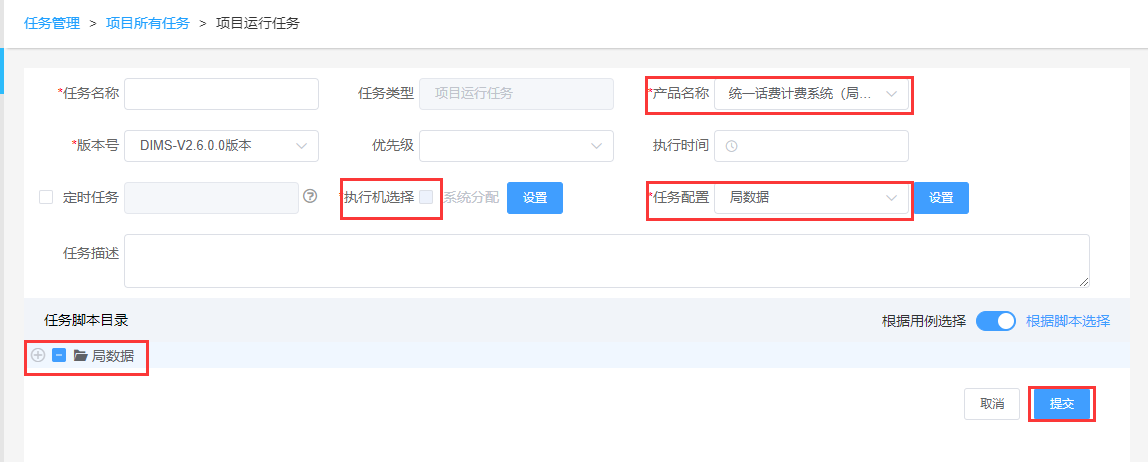 任务管理 > 项目所有任务 > 项目运行任务
*任务名称 任务类型 项目运行任务 *产品名称 统一话费计费系统（局...
*版本号 DIMS-V2.6.0.0版本 优先级 执行时间
定时任务 *执行机选择 系统分配 设置 *任务配置 局数据 设置
任务描述
任务脚本目录 根据用例选择 根据脚本选择
局数据
取消 提交